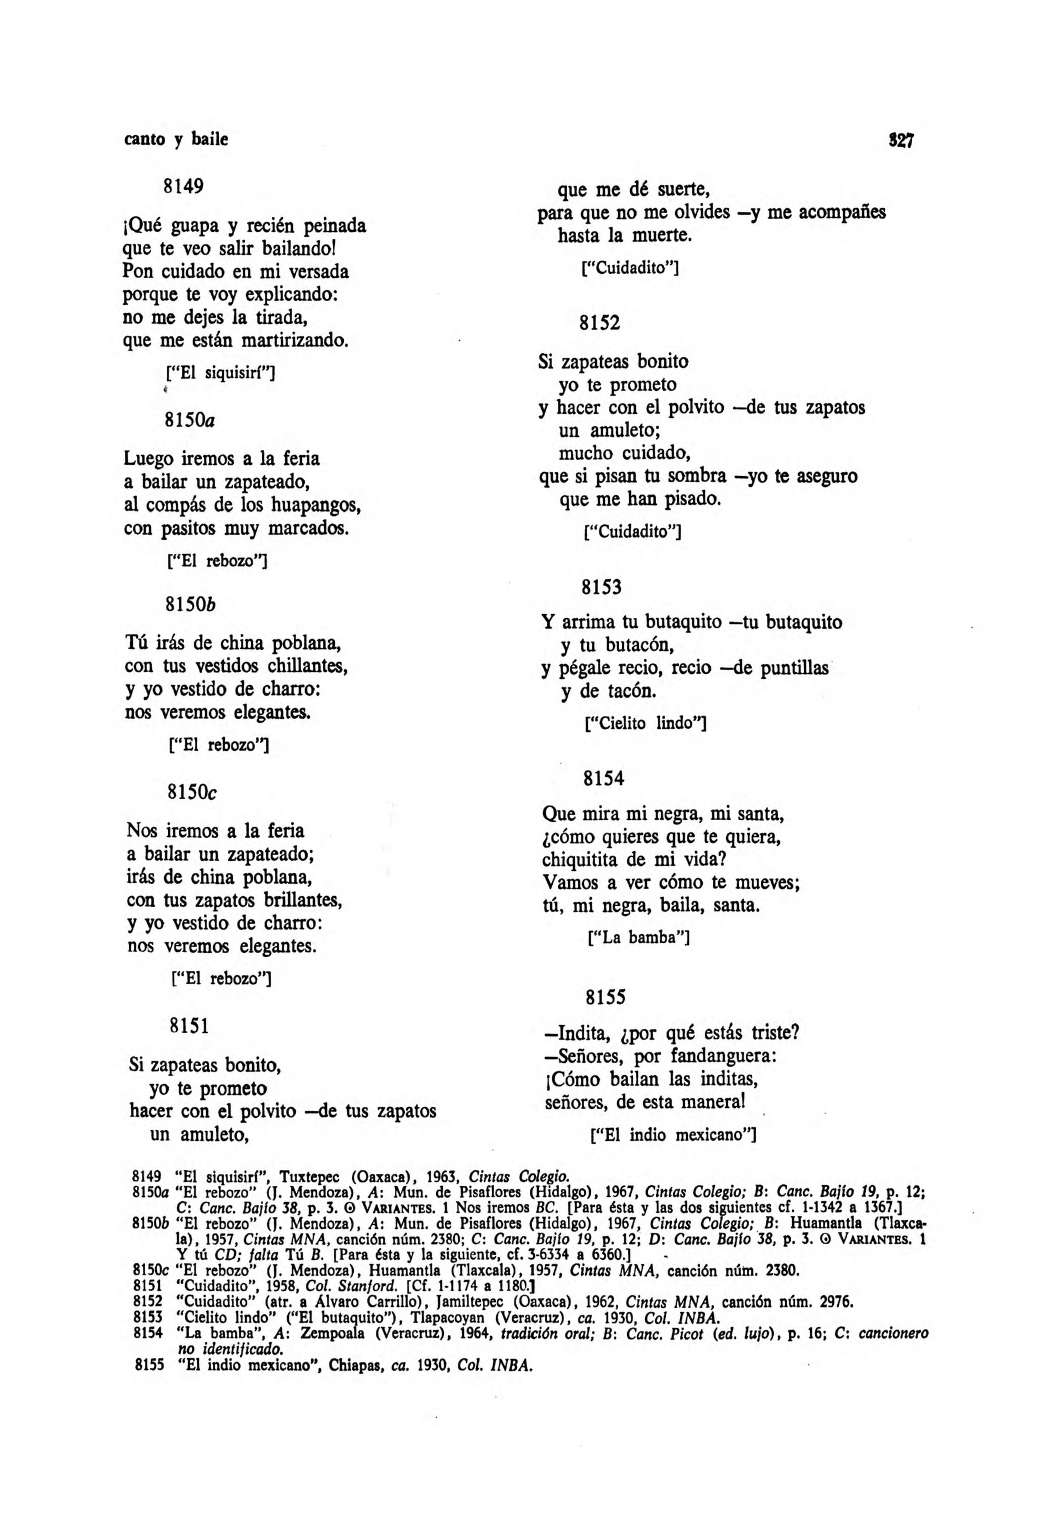 canto y baile
327
8149
¡Qué guapa y recién peinada
que te veo salir bailando!
Pon cuidado en mi versada
porque te voy explicando:
no me dejes la tirada,
que me están martirizando.
["El siquisirí"]
8150a
Luego iremos a la feria
a bailar un zapateado,
al compás de los huapangos,
con pasitos muy marcados.
["El rebozo"]
8150b
Tú irás de china poblana,
con tus vestidos chillantes,
y yo vestido de charro:
nos veremos elegantes.
["El rebozo"]
8150c
Nos iremos a la feria
a bailar un zapateado;
irás de china poblana,
con tus zapatos brillantes,
y yo vestido de charro:
nos veremos elegantes.
["El rebozo"]
8151
Si zapateas bonito,
yo te prometo
hacer con el polvito —de tus zapatos
un amuleto,
que me dé suerte,
para que no me olvides —y me acompañes
hasta la muerte.
["Cuidadito"]
8152
Si zapateas bonito
yo te prometo
y hacer con el polvito —de tus zapatos
un amuleto;
mucho cuidado,
que si pisan tu sombra —yo te aseguro
que me han pisado.
["Cuidadito"]
8153
Y arrima tu butaquito —tu butaquito
y tu butacón,
y pégale recio, recio —de puntillas
y de tacón.
["Cielito lindo"]
8154
Que mira mi negra, mi santa,
¿cómo quieres que te quiera,
chiquitita de mi vida?
Vamos a ver cómo te mueves;
tú, mi negra, baila, santa.
["La bamba"]
8155
—Indita, ¿por qué estás triste?
—Señores, por fandanguera:
¡Cómo bailan las inditas,
señores, de esta manera!
["El indio mexicano"]
8149 "El siquisirí", Tuxtepec (Oaxaca), 1963, Cintas Colegio.
8150a "El rebozo" (J. Mendoza), A: Mun. de Pisaflores (Hidalgo), 1967, Cintas Colegio; B: Canc. Bajío 19, p. 12;
C: Canc. Bajío 38, p. 3. ⊙ VARIANTES. 1 Nos iremos BC. [Para ésta y las dos siguientes cf. 1-1342 a 1367.]
8150b "El rebozo" (J. Mendoza), A: Mun. de Pisaflores (Hidalgo), 1967, Cintas Colegio; B: Huamantla (Tlaxca-
la), 1957, Cintas MNA, canción núm. 2380; C: Canc. Bajío 19, p. 12; D: Canc. Bajío 38, p. 3. ⊙ VARIANTES. 1
Y tú CD; falta Tú B. [Para ésta y la siguiente, cf. 3-6334 a 6360.]
8150c "El rebozo" (J. Mendoza), Huamantla (Tlaxcala), 1957, Cintas MNA, canción núm. 2380.
8151 "Cuidadito", 1958, Col. Stanford. [Cf. 1-1174 a 1180.]
8152 "Cuidadito" (atr. a Álvaro Carrillo), Jamiltepec (Oaxaca), 1962, Cintas MNA, canción núm. 2976.
8153 "Cielito lindo" ("El butaquito"), Tlapacoyan (Veracruz), ca. 1930, Col. INBA.
8154 "La bamba", A: Zempoala (Veracruz), 1964, tradición oral; B: Canc. Picot (ed. lujo), p. 16; C: cancionero
no identificado.
8155 "El indio mexicano", Chiapas, ca. 1930, Col. INBA.